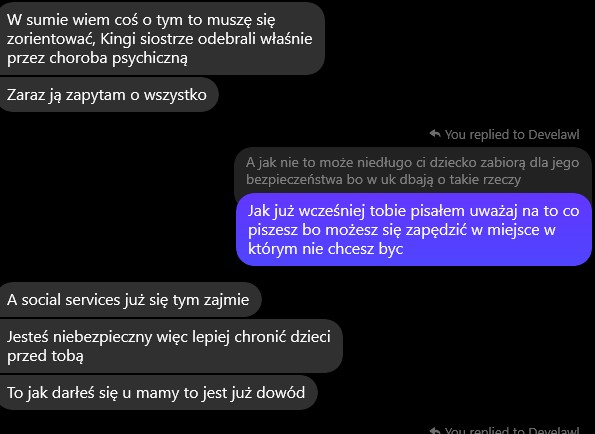 W sumie wiem coś o tym to muszę się
zorientować, Kingi siostrze odebrali właśnie
przez choroba psychiczną
Zaraz ją zapytam o wszystko
You replied to Develawl
A jak nie to może niedługo ci dziecko zabiorą dla jego
bezpieczeństwa bo w uk dbają o takie rzeczy
Jak już wcześniej tobie pisałem uważaj na to co
piszesz bo możesz się zapędzić w miejsce w
którym nie chcesz byc
A social services już się tym zajmie
Jesteś niebezpieczny więc lepiej chronić dzieci
przed tobą
To jak darłeś się u mamy to jest już dowód
You replied to Develawl